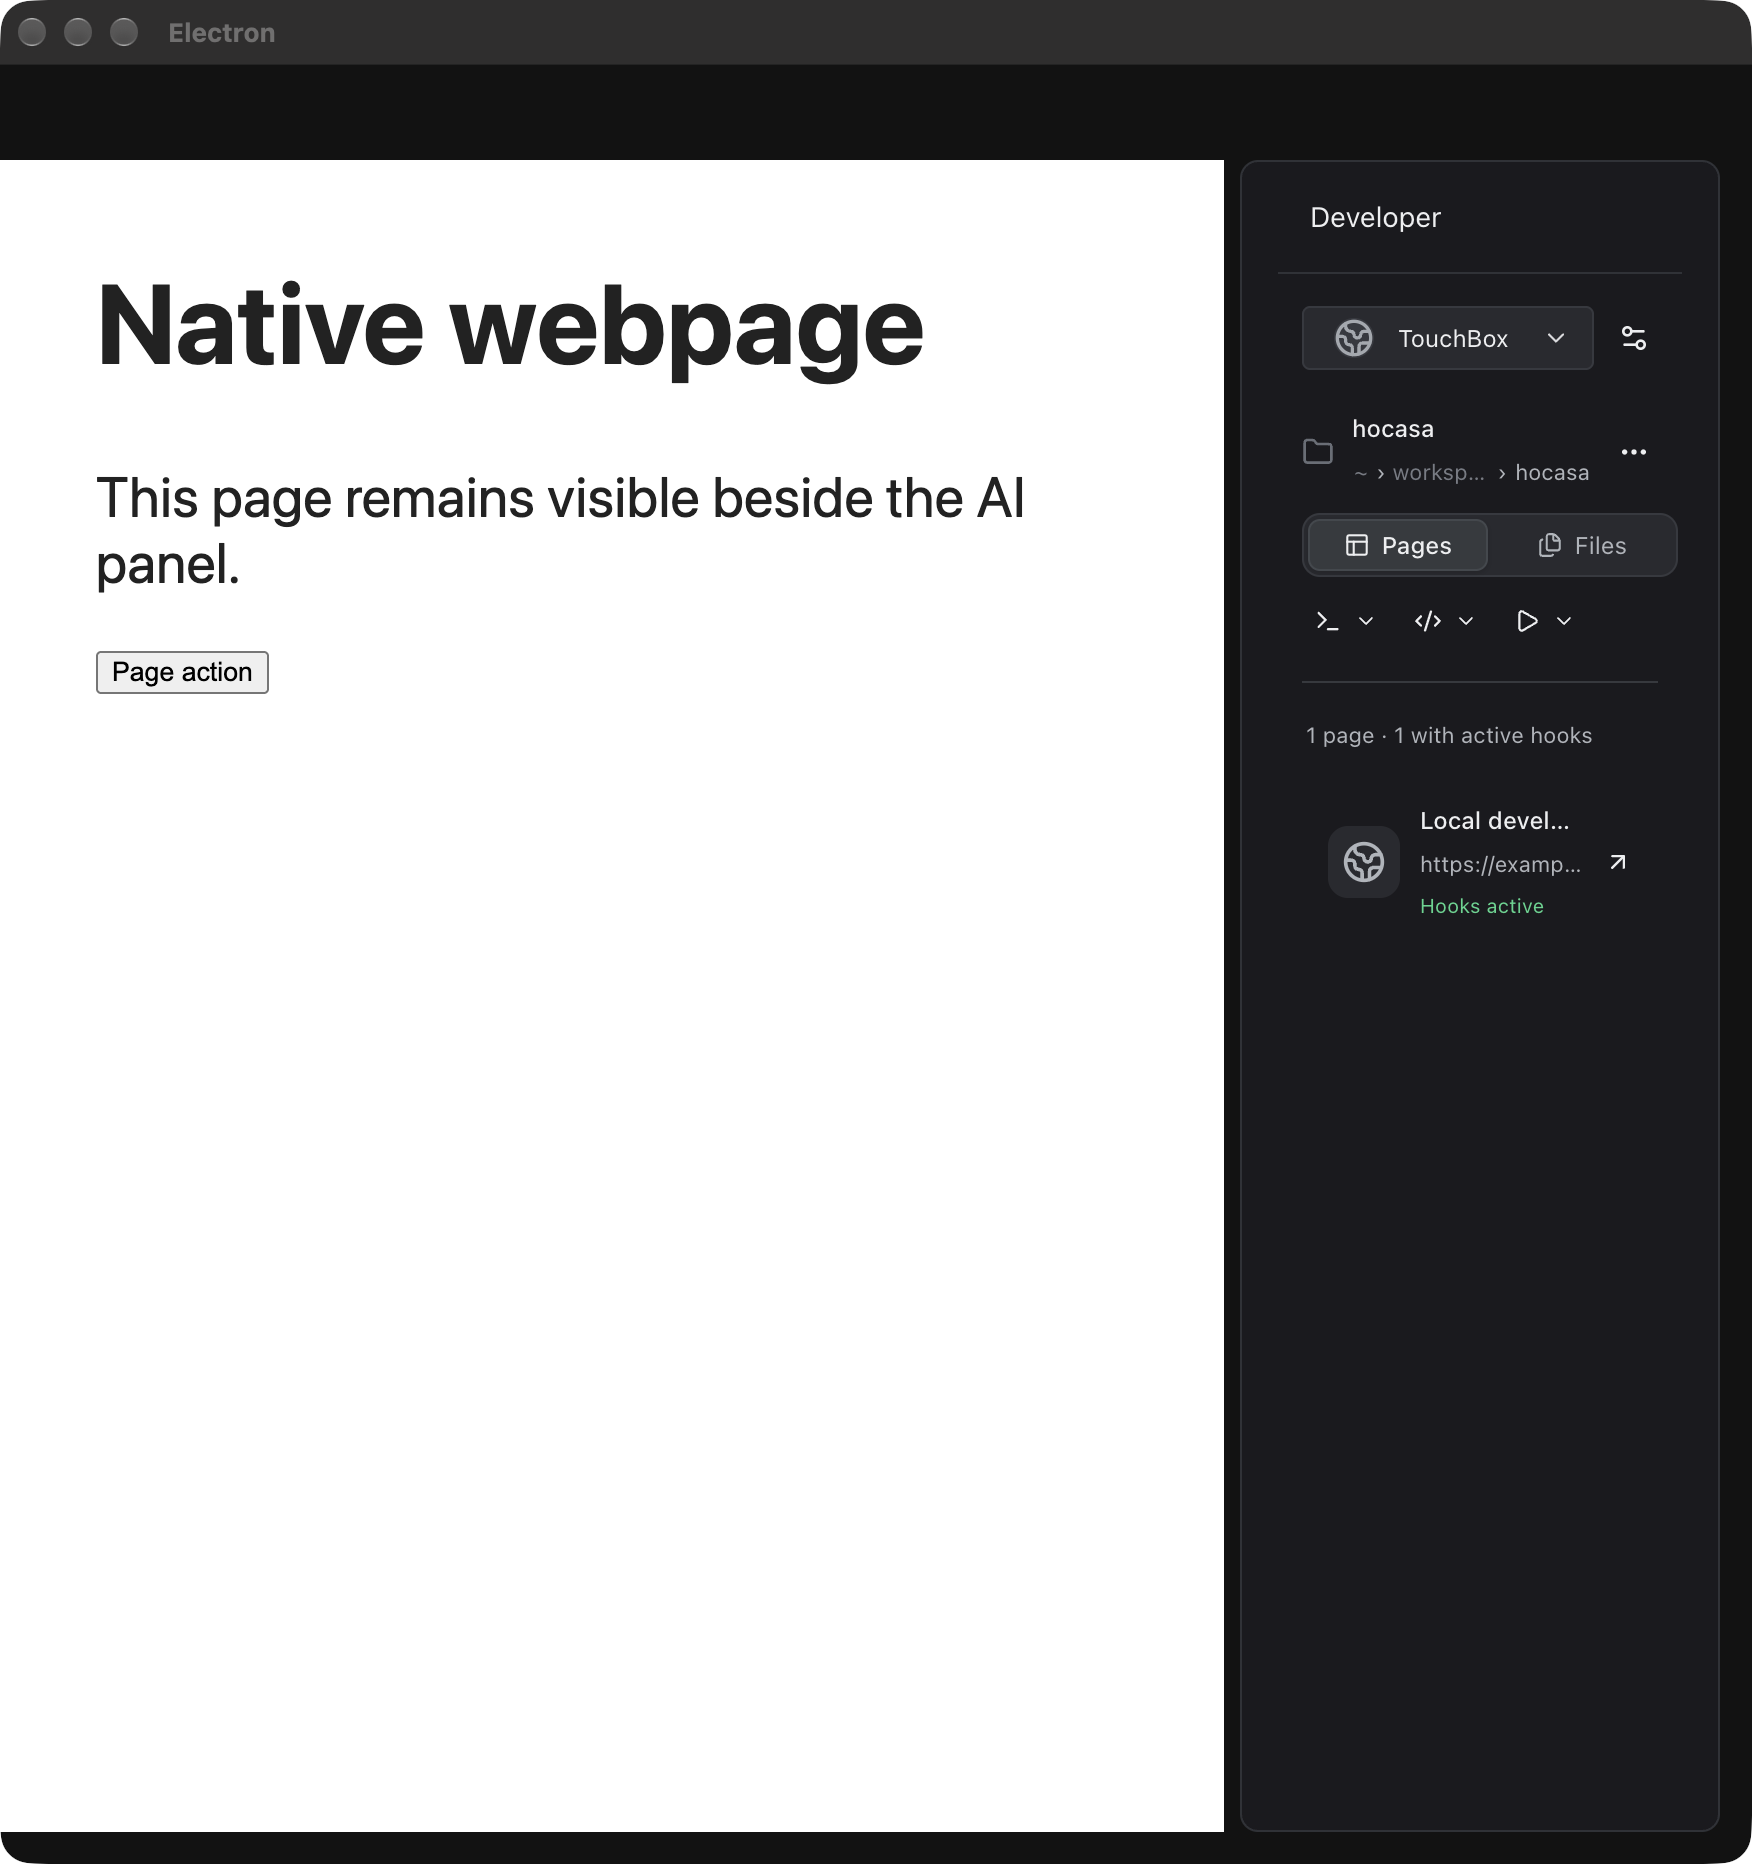 Electron
Native webpage
This page remains visible beside the AI
panel.
Page action
Developer
TouchBox
hocasa
~ › worksp... › hocasa
Pages Files
1 page · 1 with active hooks
Local devel...
https://examp...
Hooks active